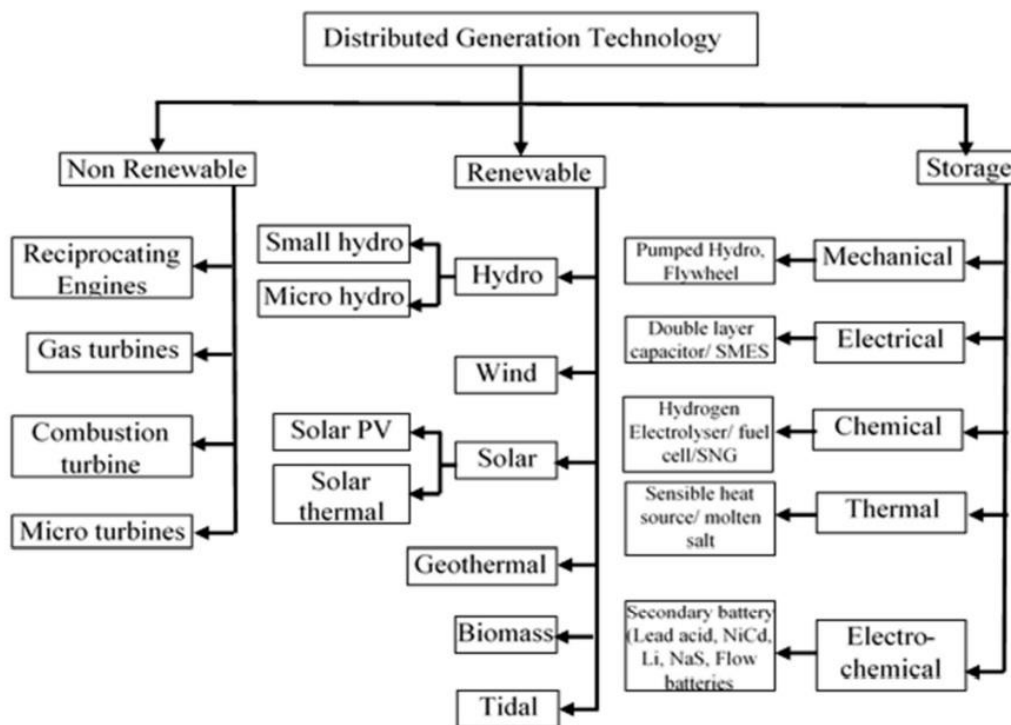 Distributed Generation Technology
Non Renewable
Renewable
Storage
Reciprocating
Engines
Gas turbines
Combustion
turbine
Micro turbines
Small hydro
Micro hydro
Hydro
Wind
Solar PV
Solar
thermal
Solar
Geothermal
Biomass
Tidal
Pumped Hydro,
Flywheel
Mechanical
Double layer
capacitor/ SMES
Electrical
Hydrogen
Electrolyser/ fuel
cell/SNG
Chemical
Sensible heat
source/ molten
salt
Thermal
Secondary battery
(Lead acid, NiCd,
Li, NaS, Flow
batteries
Electro-
chemical